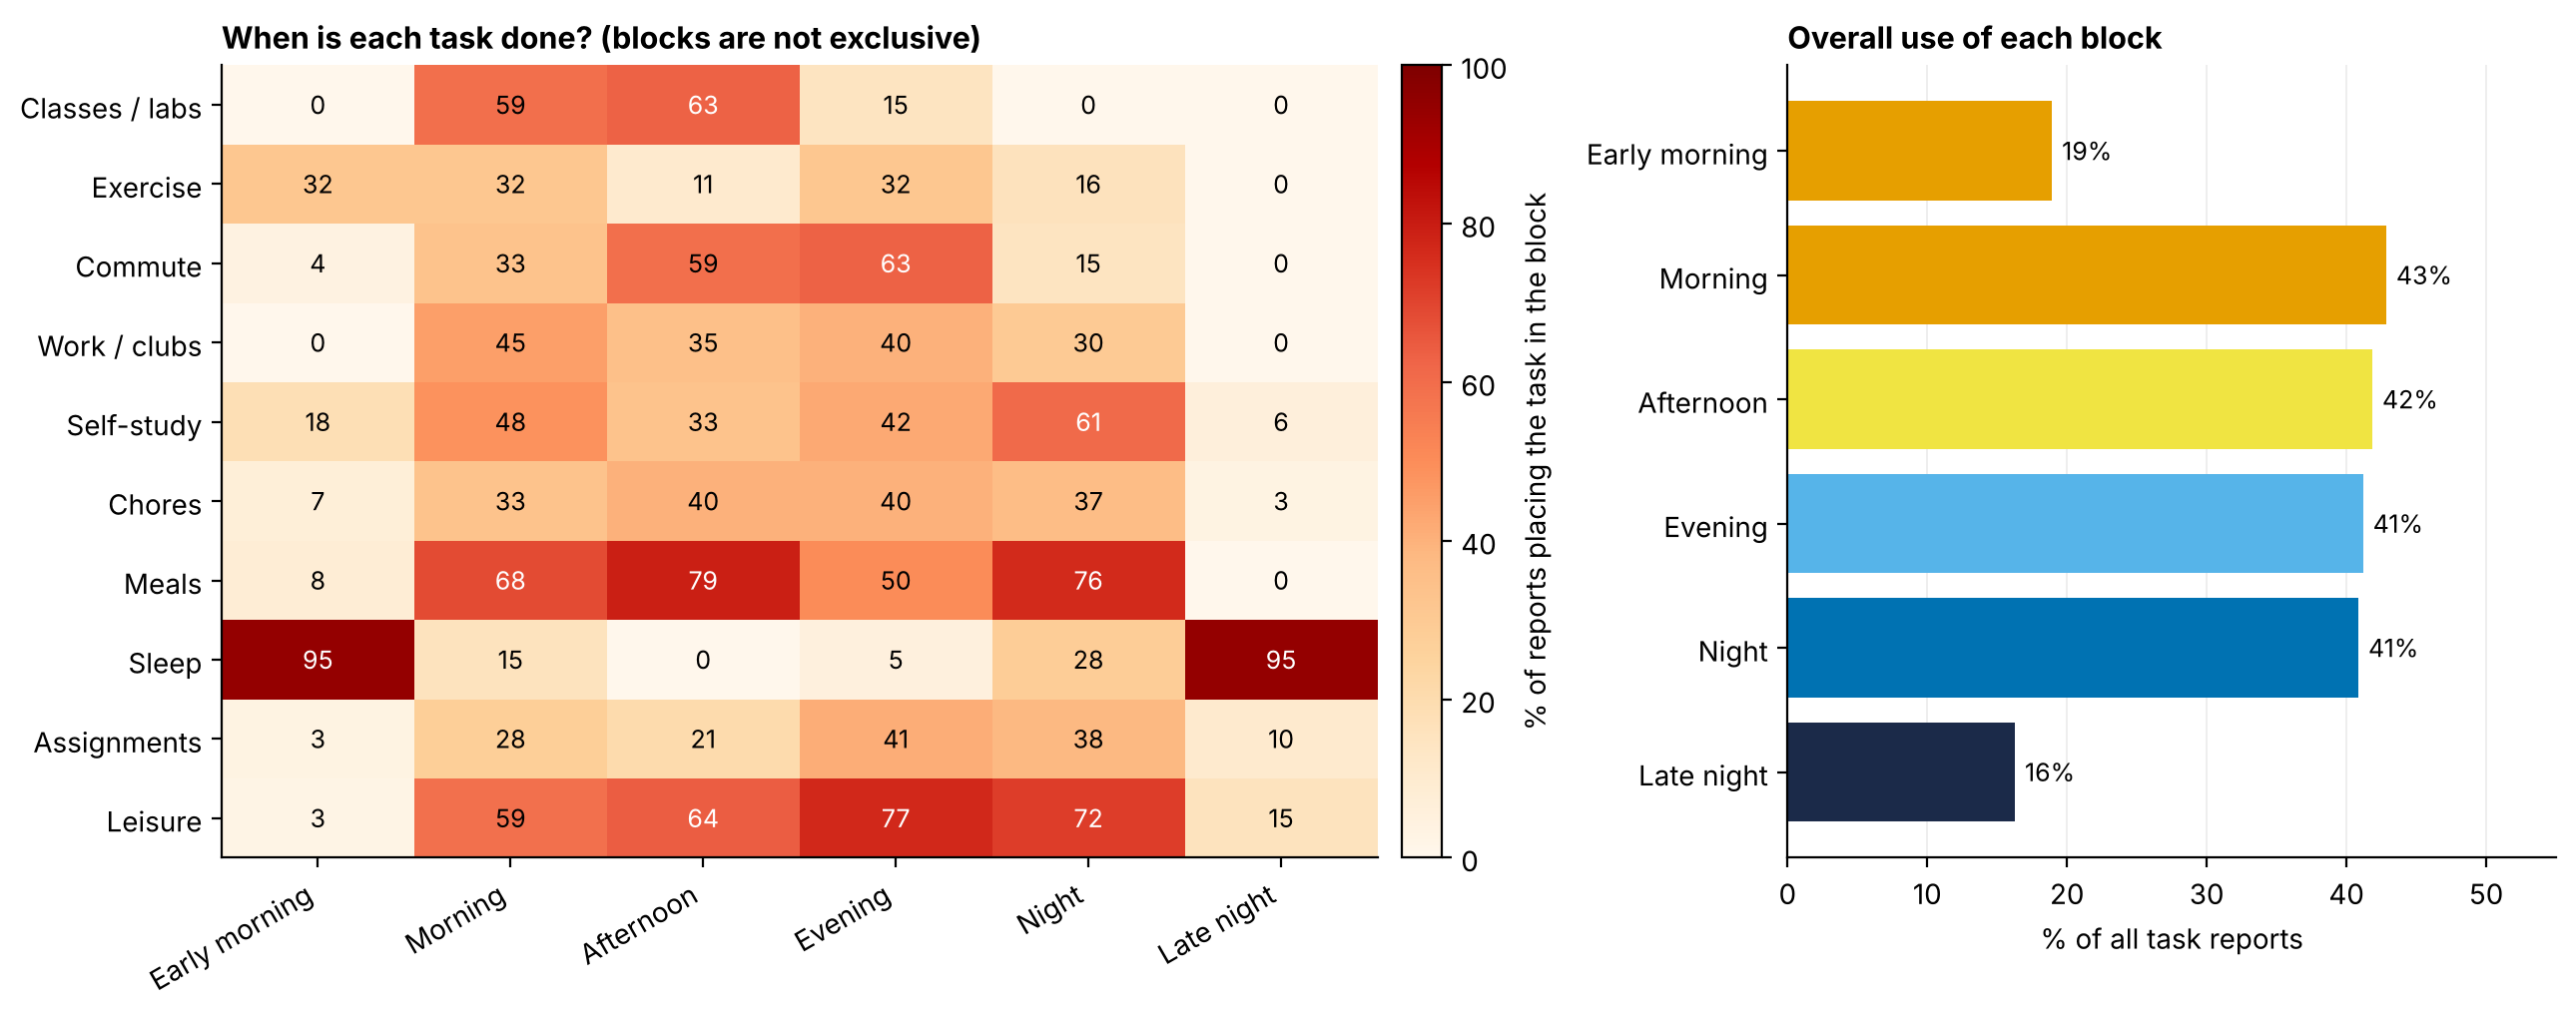 When is each task done? (blocks are not exclusive)
Classes / labs 0 59 63 15 0 0
Exercise 32 32 11 32 16 0
Commute 4 33 59 63 15 0
Work / clubs 0 45 35 40 30 0
Self-study 18 48 33 42 61 6
Chores 7 33 40 40 37 3
Meals 8 68 79 50 76 0
Sleep 95 15 0 5 28 95
Assignments 3 28 21 41 38 10
Leisure 3 59 64 77 72 15
Early morning Morning Afternoon Evening Night Late night
100
80
60
40
20
0
% of reports placing the task in the block
Overall use of each block
Early morning 19%
Morning 43%
Afternoon 42%
Evening 41%
Night 41%
Late night 16%
0 10 20 30 40 50
% of all task reports